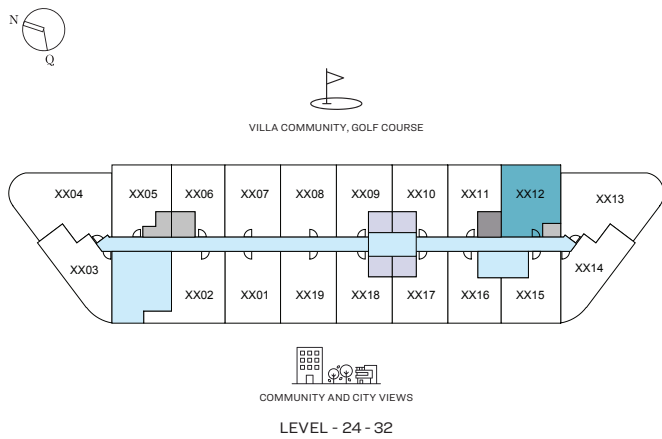 N
Q
VILLA COMMUNITY, GOLF COURSE
XX04 XX05 XX06 XX07 XX08 XX09 XX10 XX11 XX12 XX13
XX03 XX14
XX02 XX01 XX19 XX18 XX17 XX16 XX15
COMMUNITY AND CITY VIEWS
LEVEL - 24 - 32